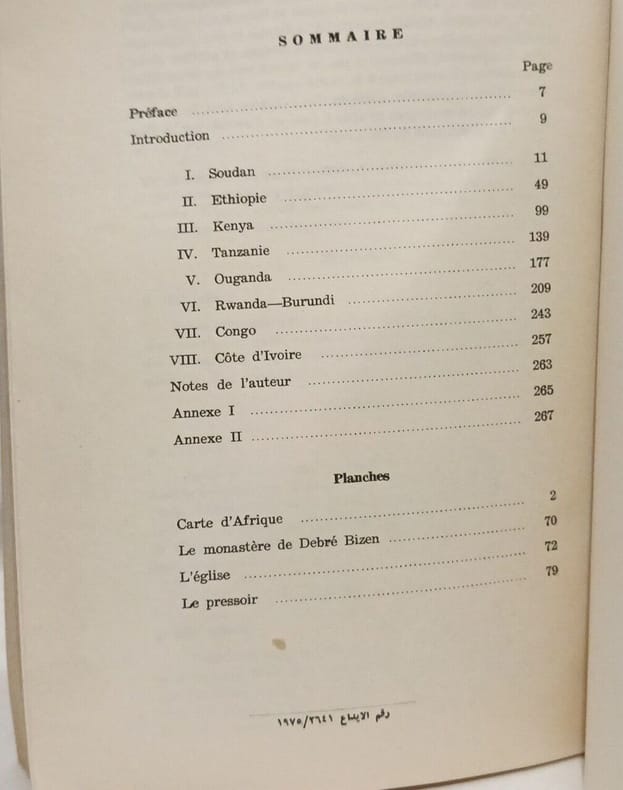 SOMMAIRE
Page
Préface ........ 7
Introduction ........ 9
I. Soudan ........ 11
II. Ethiopie ........ 49
III. Kenya ........ 99
IV. Tanzanie ........ 139
V. Ouganda ........ 177
VI. Rwanda—Burundi ........ 209
VII. Congo ........ 243
VIII. Côte d'Ivoire ........ 257
Notes de l'auteur ........ 263
Annexe I ........ 265
Annexe II ........ 267
Planches
Carte d'Afrique ........ 2
Le monastère de Debré Bizen ........ 70
L'église ........ 72
Le pressoir ........ 79
رقم الايداع ٢٦٤١/١٩٧٥